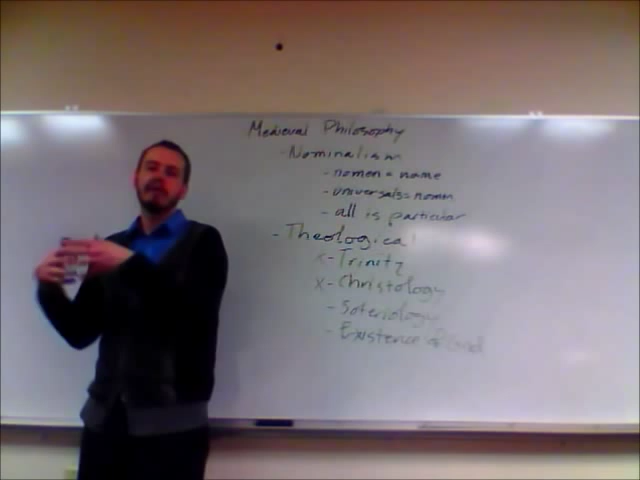 Medieval Philosophy
- Nominalism
- nomen = name
- universals = nomen
- all is particular
- Theological
x - Trinity
x - Christology
- Soteriology
- Existence of God